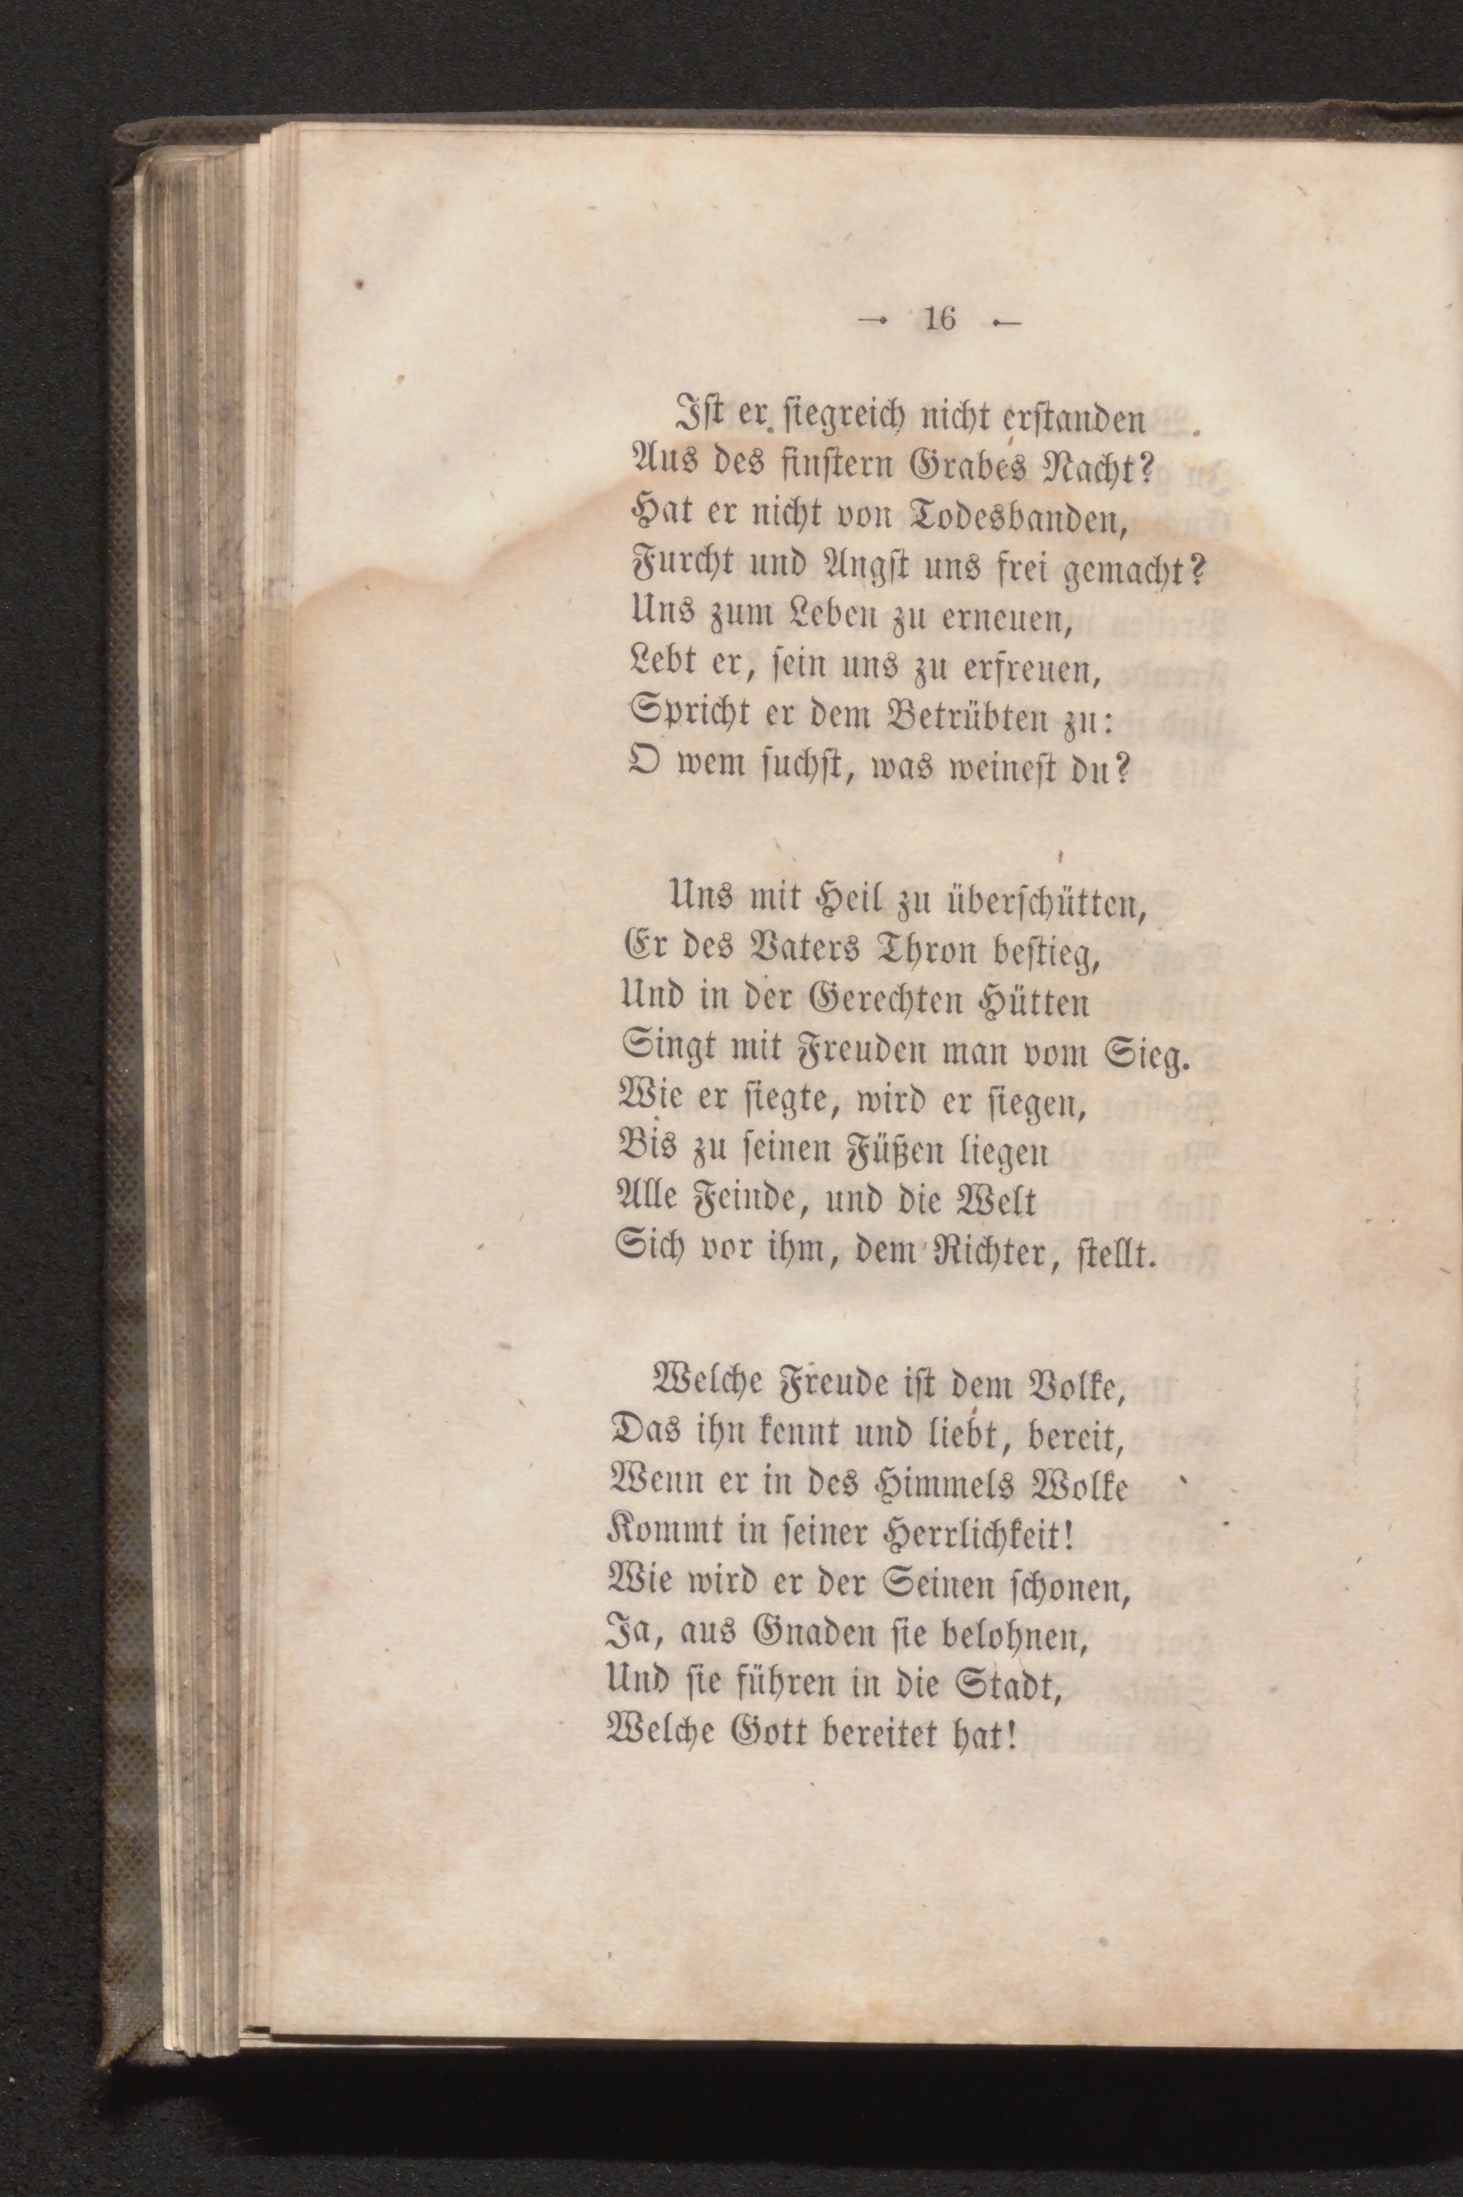 16
Ist er siegreich nicht erstanden
Aus des finstern Grabes Nacht?
Hat er nicht von Todesbanden,
Furcht und Angst uns frei gemacht?
Uns zum Leben zu erneuen,
Lebt er, sein uns zu erfreuen,
Spricht er dem Betrübten zu:
O wem suchst, was weinest du?
Uns mit Heil zu überschütten,
Er des Vaters Thron bestieg,
Und in der Gerechten Hütten
Singt mit Freuden man vom Sieg.
Wie er siegte, wird er siegen,
Bis zu seinen Füßen liegen
Alle Feinde, und die Welt
Sich vor ihm, dem Richter, stellt.
Welche Freude ist dem Volke,
Das ihn kennt und liebt, bereit,
Wenn er in des Himmels Wolke
Kommt in seiner Herrlichkeit!
Wie wird er der Seinen schonen,
Ja, aus Gnaden sie belohnen,
Und sie führen in die Stadt,
Welche Gott bereitet hat!